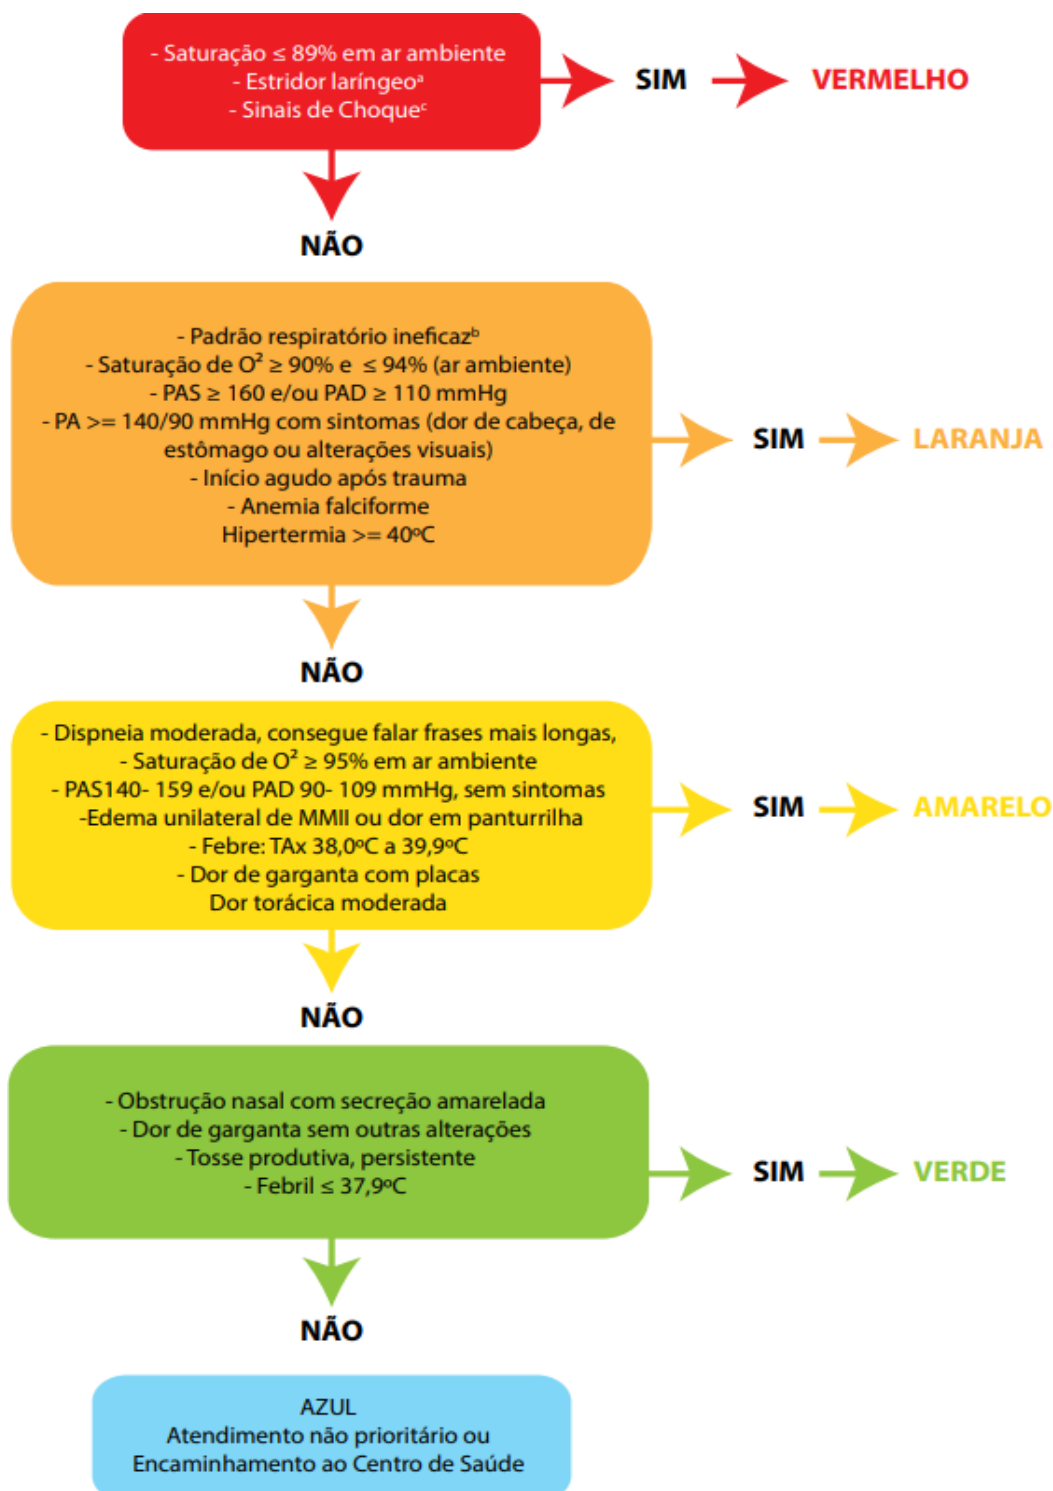 - Saturação ≤ 89% em ar ambiente
- Estridor laríngeoᵃ
- Sinais de Choqueᶜ
SIM
VERMELHO
NÃO
- Padrão respiratório ineficazᵇ
- Saturação de O² ≥ 90% e ≤ 94% (ar ambiente)
- PAS ≥ 160 e/ou PAD ≥ 110 mmHg
- PA >= 140/90 mmHg com sintomas (dor de cabeça, de
estômago ou alterações visuais)
- Início agudo após trauma
- Anemia falciforme
Hipertermia >= 40ºC
SIM
LARANJA
NÃO
- Dispneia moderada, consegue falar frases mais longas,
- Saturação de O² ≥ 95% em ar ambiente
- PAS140- 159 e/ou PAD 90- 109 mmHg, sem sintomas
-Edema unilateral de MMII ou dor em panturrilha
- Febre: TAx 38,0ºC a 39,9ºC
- Dor de garganta com placas
Dor torácica moderada
SIM
AMARELO
NÃO
- Obstrução nasal com secreção amarelada
- Dor de garganta sem outras alterações
- Tosse produtiva, persistente
- Febril ≤ 37,9ºC
SIM
VERDE
NÃO
AZUL
Atendimento não prioritário ou
Encaminhamento ao Centro de Saúde